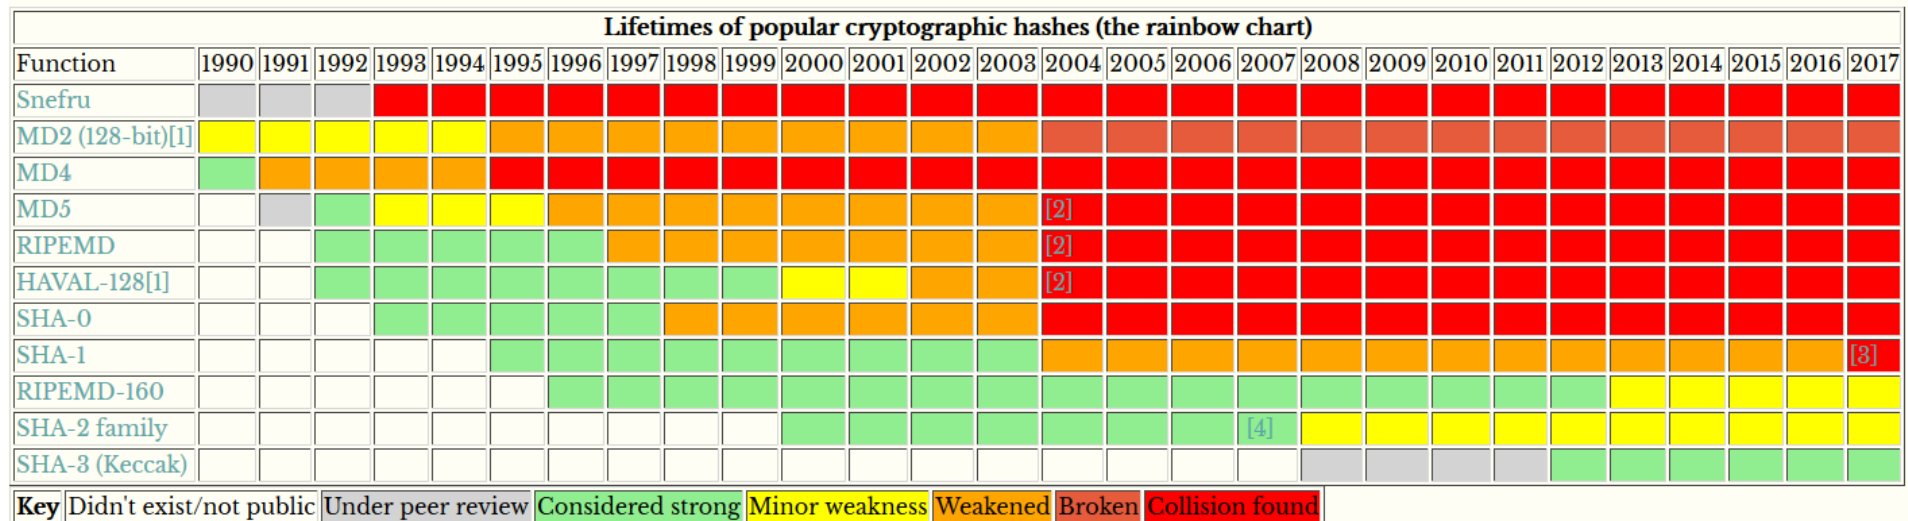 Lifetimes of popular cryptographic hashes (the rainbow chart)
Function 1990 1991 1992 1993 1994 1995 1996 1997 1998 1999 2000 2001 2002 2003 2004 2005 2006 2007 2008 2009 2010 2011 2012 2013 2014 2015 2016 2017
Snefru
MD2 (128-bit)[1]
MD4
MD5 [2]
RIPEMD [2]
HAVAL-128[1] [2]
SHA-0
SHA-1 [3]
RIPEMD-160
SHA-2 family [4]
SHA-3 (Keccak)
Key Didn't exist/not public Under peer review Considered strong Minor weakness Weakened Broken Collision found